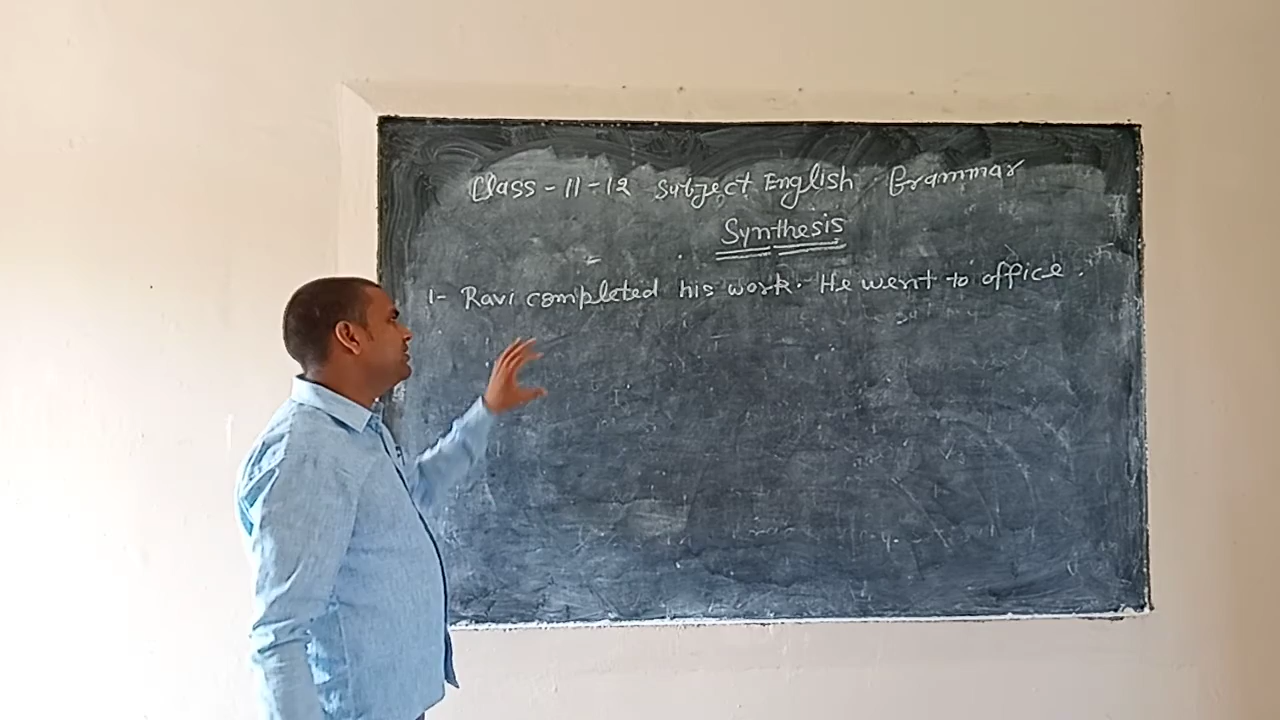 Class - 11-12 Subject English Grammar
Synthesis
1- Ravi completed his work. He went to office.